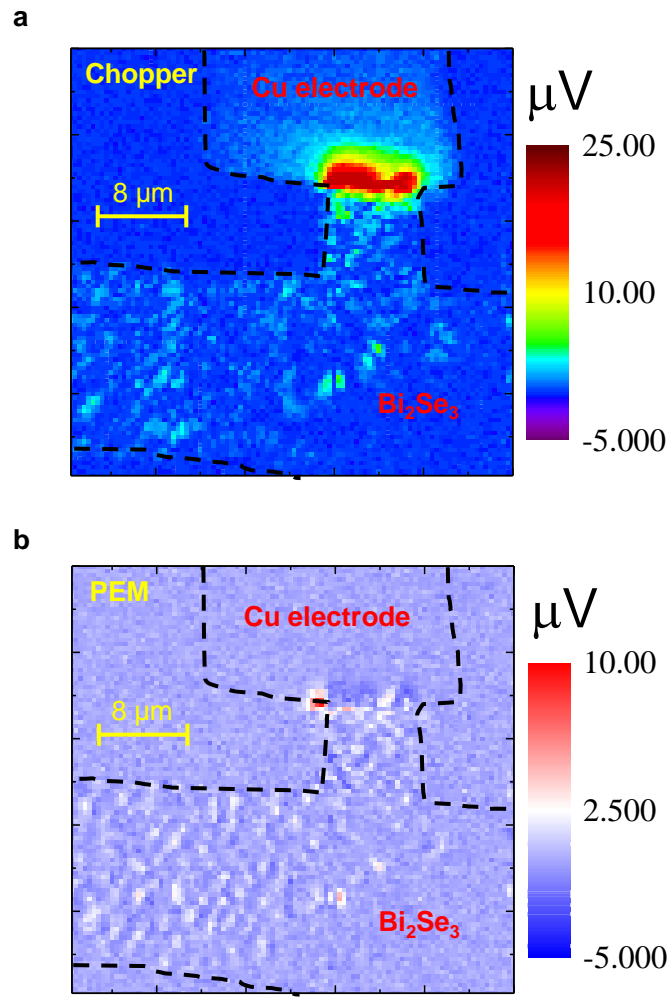 a
Chopper
Cu electrode
8 μm
Bi₂Se₃
μV
25.00
10.00
-5.000
b
PEM
Cu electrode
8 μm
Bi₂Se₃
μV
10.00
2.500
-5.000